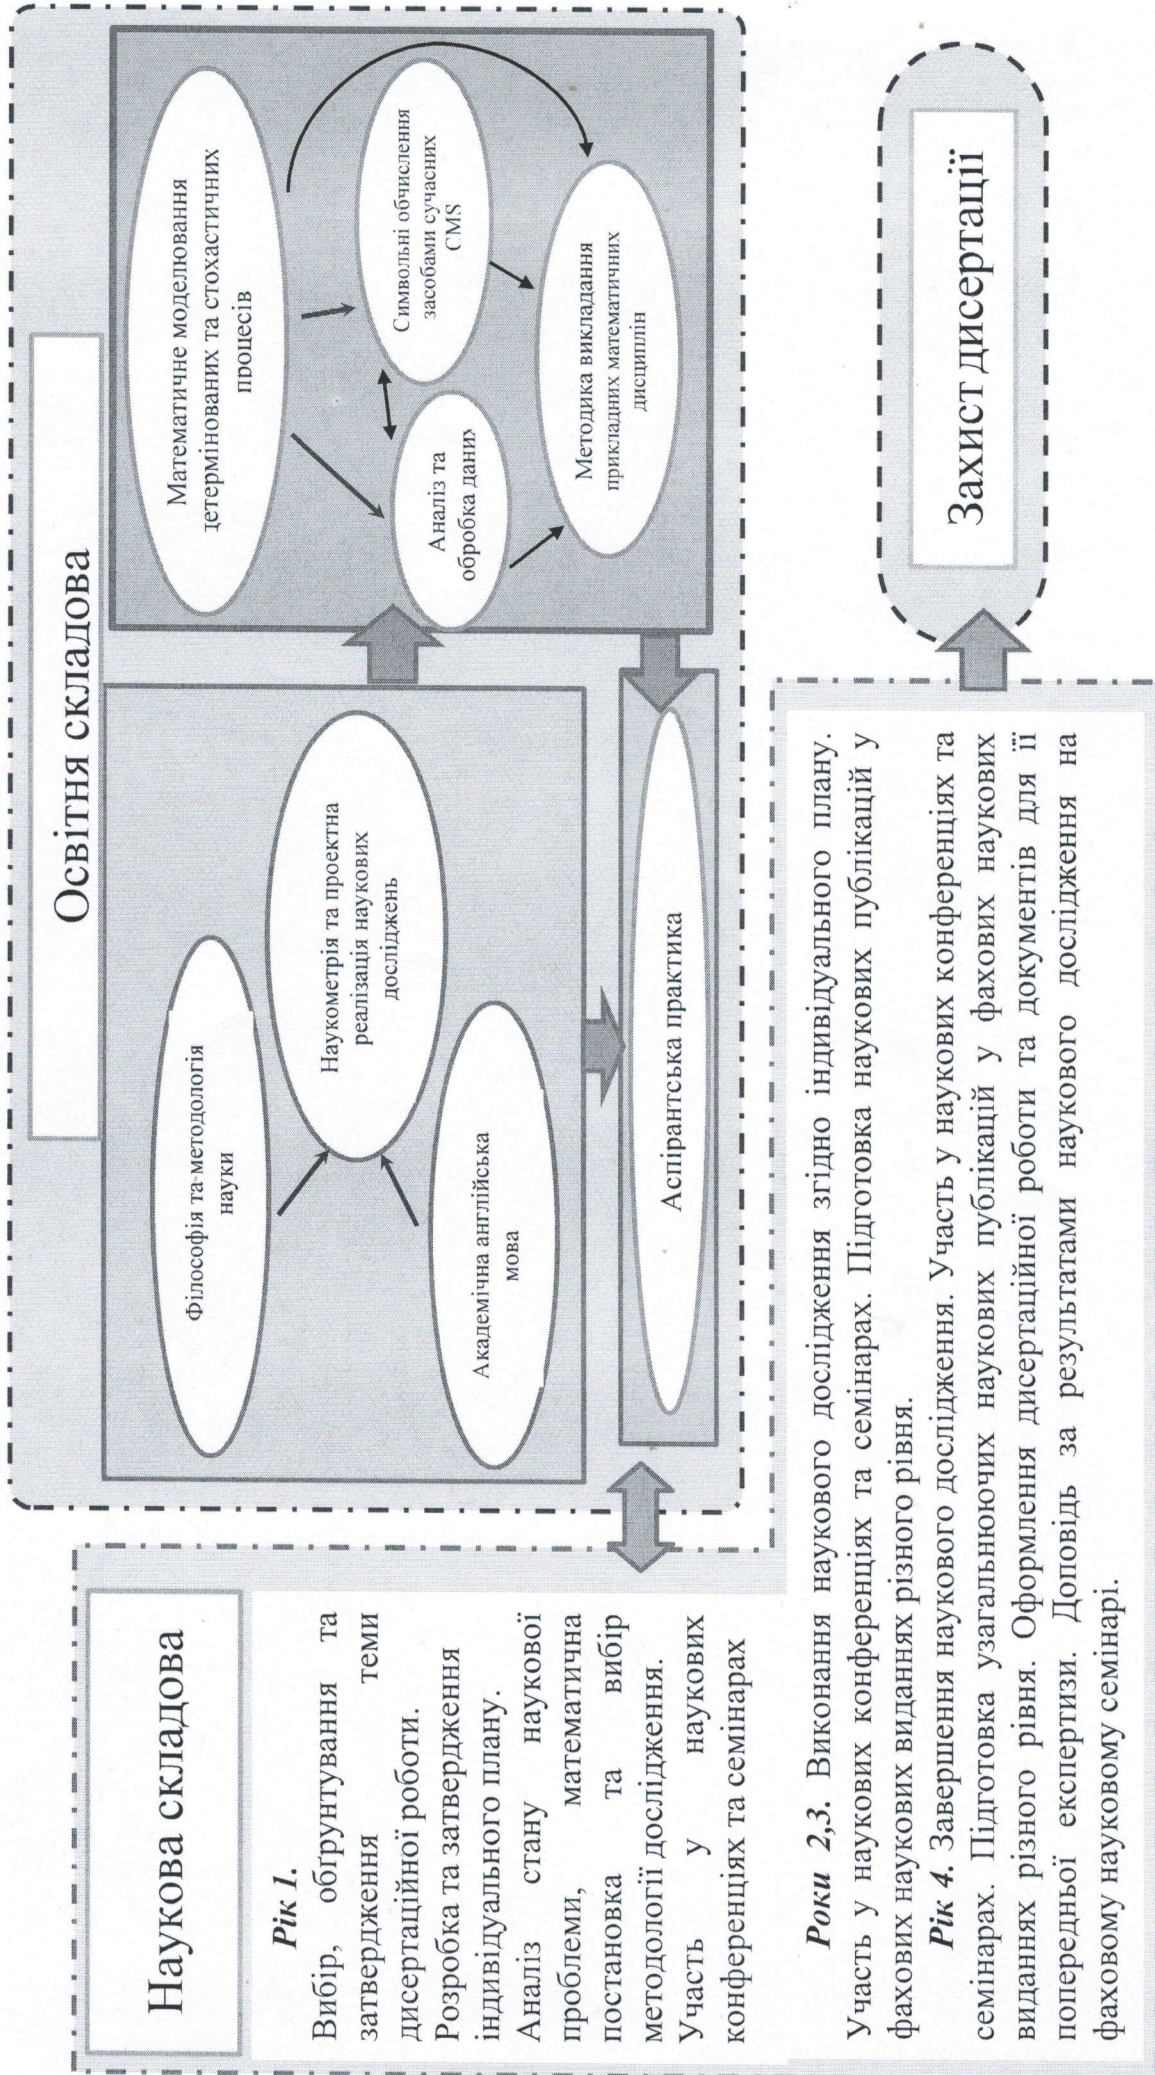 Освітня складова
Філософія та методологія
науки
Наукометрія та проектна
реалізація наукових
досліджень
Академічна англійська
мова
Математичне моделювання
детермінованих та стохастичних
процесів
Символьні обчислення
засобами сучасних
CMS
Аналіз та
обробка даних
Методика викладання
прикладних математичних
дисциплін
Аспірантська практика
Наукова складова
Рік 1.
Вибір, обґрунтування та
затвердження теми
дисертаційної роботи.
Розробка та затвердження
індивідуального плану.
Аналіз стану наукової
проблеми, математична
постановка та вибір
методології дослідження.
Участь у наукових
конференціях та семінарах
Роки 2,3. Виконання наукового дослідження згідно індивідуального плану.
Участь у наукових конференціях та семінарах. Підготовка наукових публікацій у
фахових наукових виданнях різного рівня.
Рік 4. Завершення наукового дослідження. Участь у наукових конференціях та
семінарах. Підготовка узагальнюючих наукових публікацій у фахових наукових
виданнях різного рівня. Оформлення дисертаційної роботи та документів для її
попередньої експертизи. Доповідь за результатами наукового дослідження на
фаховому науковому семінарі.
Захист дисертації